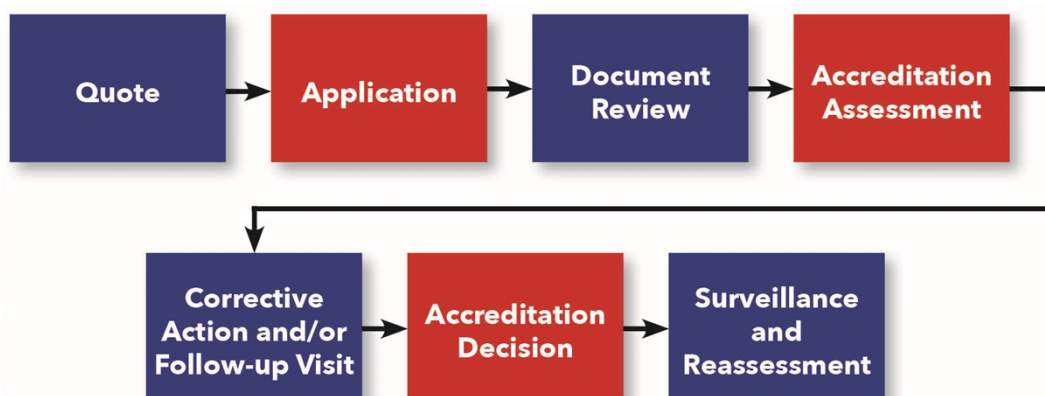 Quote
Application
Document
Review
Accreditation
Assessment
Corrective
Action and/or
Follow-up Visit
Accreditation
Decision
Surveillance
and
Reassessment